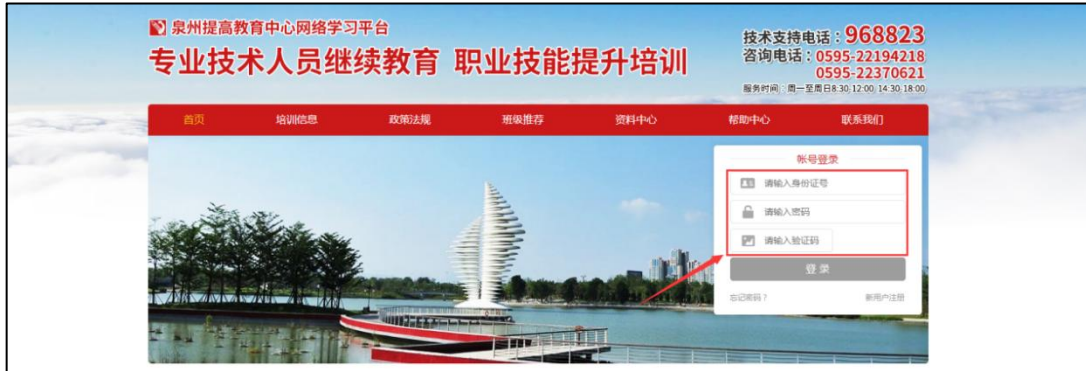 泉州提高教育中心网络学习平台
专业技术人员继续教育 职业技能提升培训
技术支持电话：968823
咨询电话：0595-22194218
0595-22370621
服务时间：周一至周日8:30-12:00 14:30-18:00
首页 培训信息 政策法规 班级推荐 资料中心 帮助中心 联系我们
帐号登录
请输入身份证号
请输入密码
请输入验证码
登 录
忘记密码？ 新用户注册